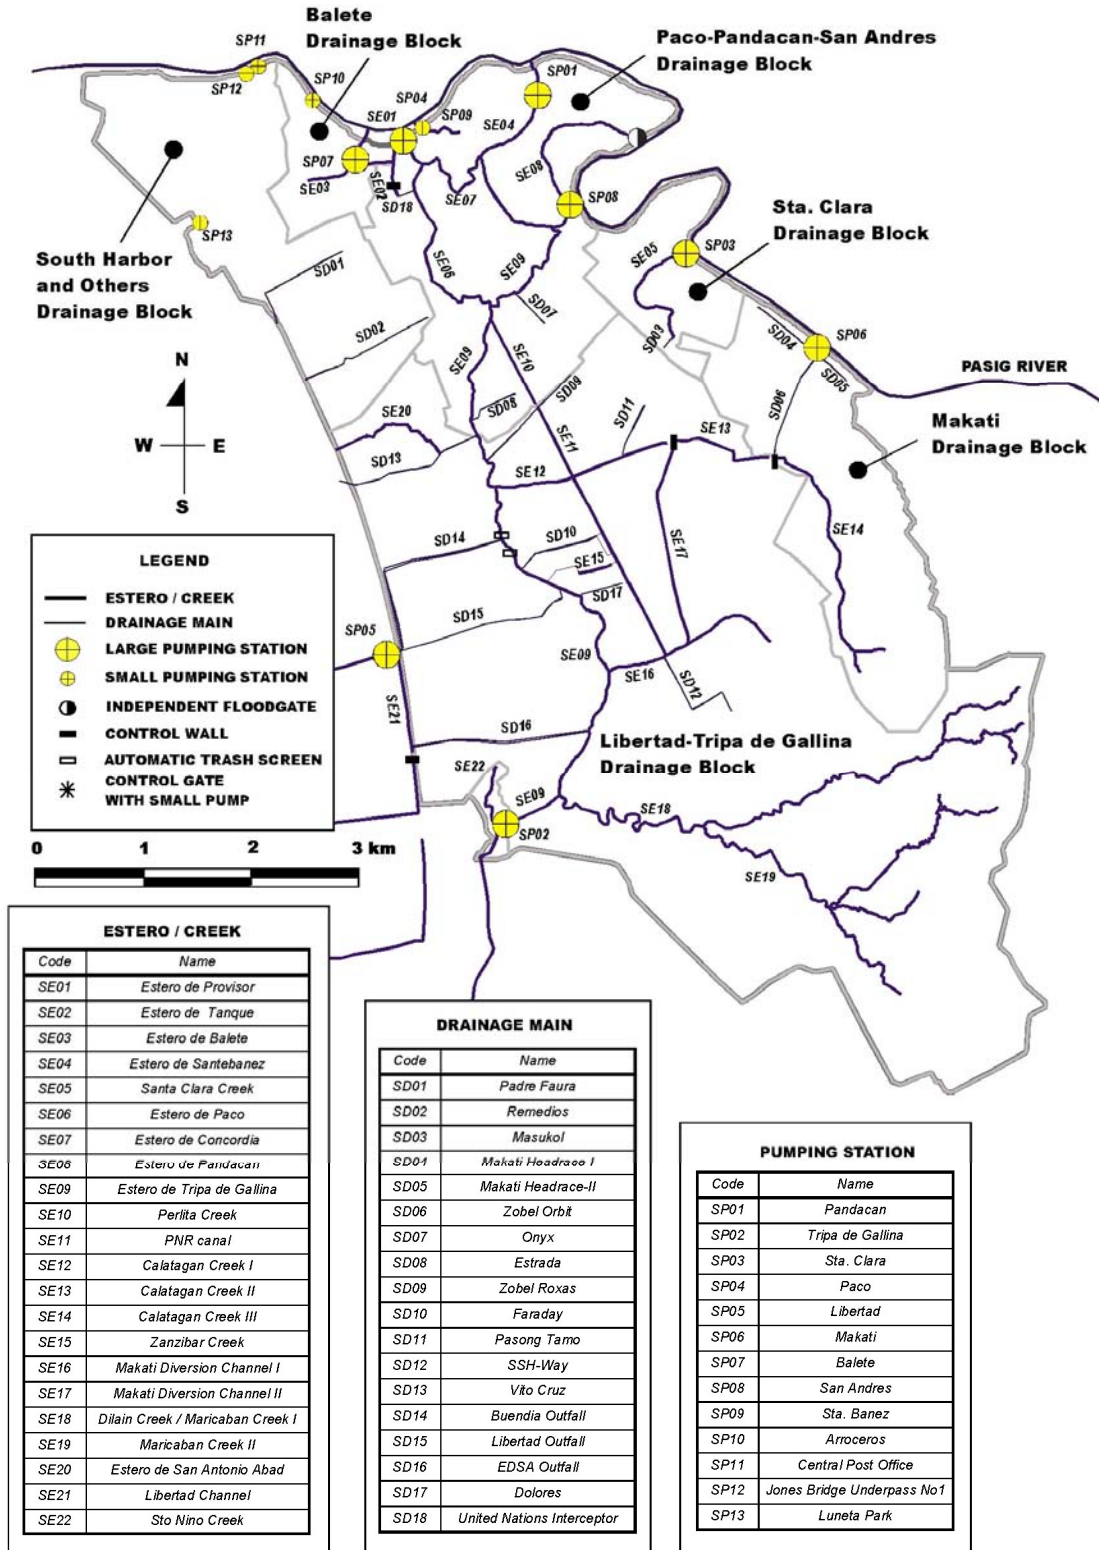 Balete
Drainage Block
Paco-Pandacan-San Andres
Drainage Block
SP11
SP12
SP10
SP04
SP09
SE01
SP01
SE04
SP07
SE03
SE02
SD18
SE07
SE08
SP08
Sta. Clara
Drainage Block
SP13
SE05
SP03
South Harbor
and Others
Drainage Block
SD01
SE06
SE09
SD07
SD03
SD04
SP06
SD05
SD02
SE09
SE10
PASIG RIVER
N
W
E
S
SE20
SD08
SD09
SD11
SE13
SD06
Makati
Drainage Block
SD13
SE12
SE11
SE14
SD14
SD10
SE15
SE17
SD17
SD15
SP05
SE09
SE16
SD12
SE21
SD16
Libertad-Tripa de Gallina
Drainage Block
SE22
SE09
SP02
SE18
SE19
LEGEND
ESTERO / CREEK
DRAINAGE MAIN
LARGE PUMPING STATION
SMALL PUMPING STATION
INDEPENDENT FLOODGATE
CONTROL WALL
AUTOMATIC TRASH SCREEN
CONTROL GATE
WITH SMALL PUMP
0 1 2 3 km
ESTERO / CREEK
Code Name
SE01 Estero de Provisor
SE02 Estero de Tanque
SE03 Estero de Balete
SE04 Estero de Santebanez
SE05 Santa Clara Creek
SE06 Estero de Paco
SE07 Estero de Concordia
SE08 Estero de Pandacan
SE09 Estero de Tripa de Gallina
SE10 Perlita Creek
SE11 PNR canal
SE12 Calatagan Creek I
SE13 Calatagan Creek II
SE14 Calatagan Creek III
SE15 Zanzibar Creek
SE16 Makati Diversion Channel I
SE17 Makati Diversion Channel II
SE18 Dilain Creek / Maricaban Creek I
SE19 Maricaban Creek II
SE20 Estero de San Antonio Abad
SE21 Libertad Channel
SE22 Sto Nino Creek
DRAINAGE MAIN
Code Name
SD01 Padre Faura
SD02 Remedios
SD03 Masukol
SD04 Makati Headrace I
SD05 Makati Headrace-II
SD06 Zobel Orbit
SD07 Onyx
SD08 Estrada
SD09 Zobel Roxas
SD10 Faraday
SD11 Pasong Tamo
SD12 SSH-Way
SD13 Vito Cruz
SD14 Buendia Outfall
SD15 Libertad Outfall
SD16 EDSA Outfall
SD17 Dolores
SD18 United Nations Interceptor
PUMPING STATION
Code Name
SP01 Pandacan
SP02 Tripa de Gallina
SP03 Sta. Clara
SP04 Paco
SP05 Libertad
SP06 Makati
SP07 Balete
SP08 San Andres
SP09 Sta. Banez
SP10 Arroceros
SP11 Central Post Office
SP12 Jones Bridge Underpass No1
SP13 Luneta Park